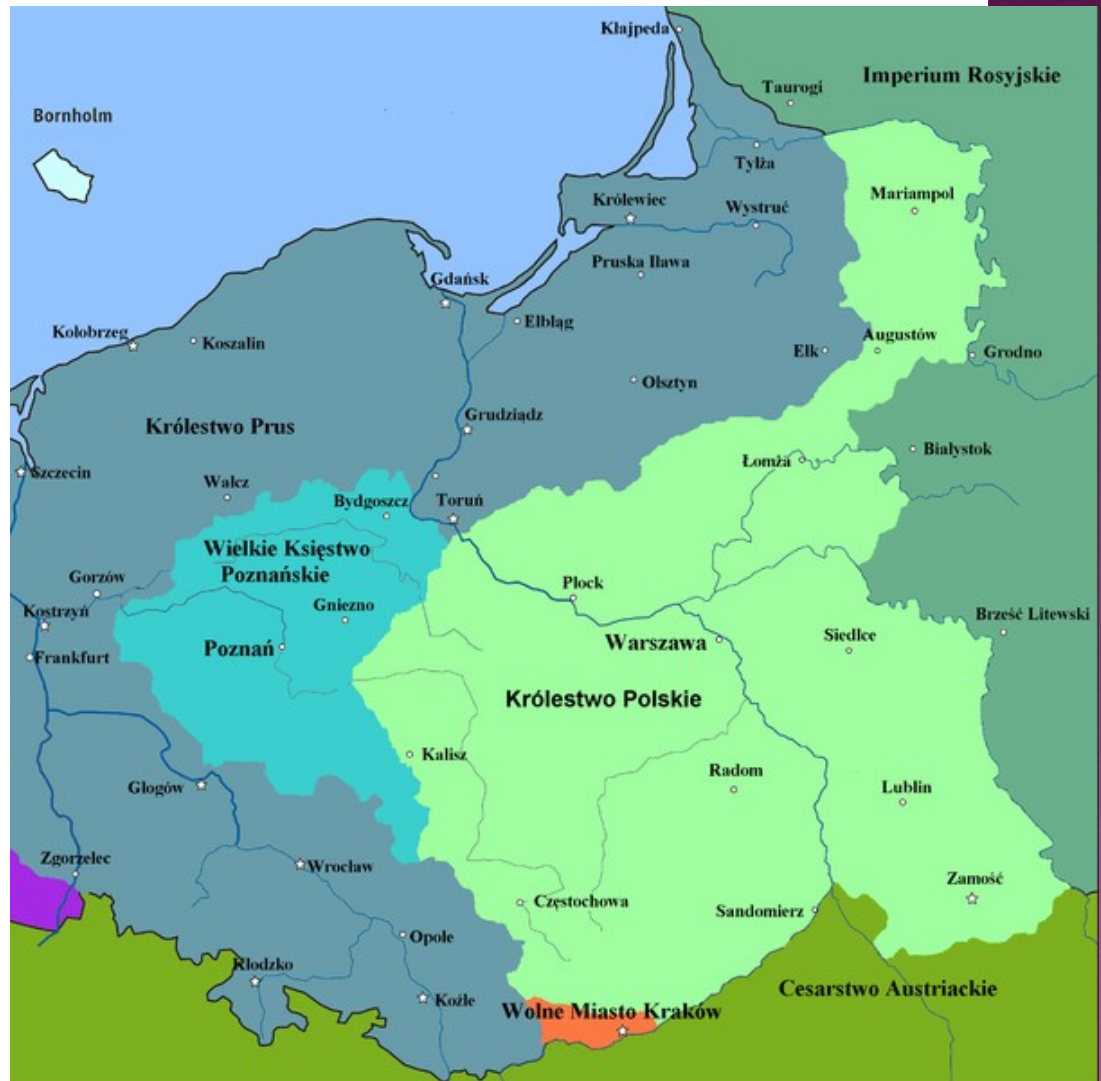 Kłajpeda
Imperium Rosyjskie
Taurogi
Bornholm
Tylża
Mariampol
Królewiec
Wystruć
Pruska Iława
Gdańsk
Elbląg
Kołobrzeg
Koszalin
Ełk
Augustów
Grodno
Olsztyn
Grudziądz
Królestwo Prus
Białystok
Łomża
Szczecin
Wałcz
Bydgoszcz
Toruń
Wielkie Księstwo
Poznańskie
Gorzów
Płock
Kostrzyń
Gniezno
Brześć Litewski
Siedlce
Warszawa
Poznań
Frankfurt
Królestwo Polskie
Kalisz
Radom
Głogów
Lublin
Zgorzelec
Wrocław
Zamość
Częstochowa
Sandomierz
Opole
Kłodzko
Cesarstwo Austriackie
Koźle
Wolne Miasto Kraków